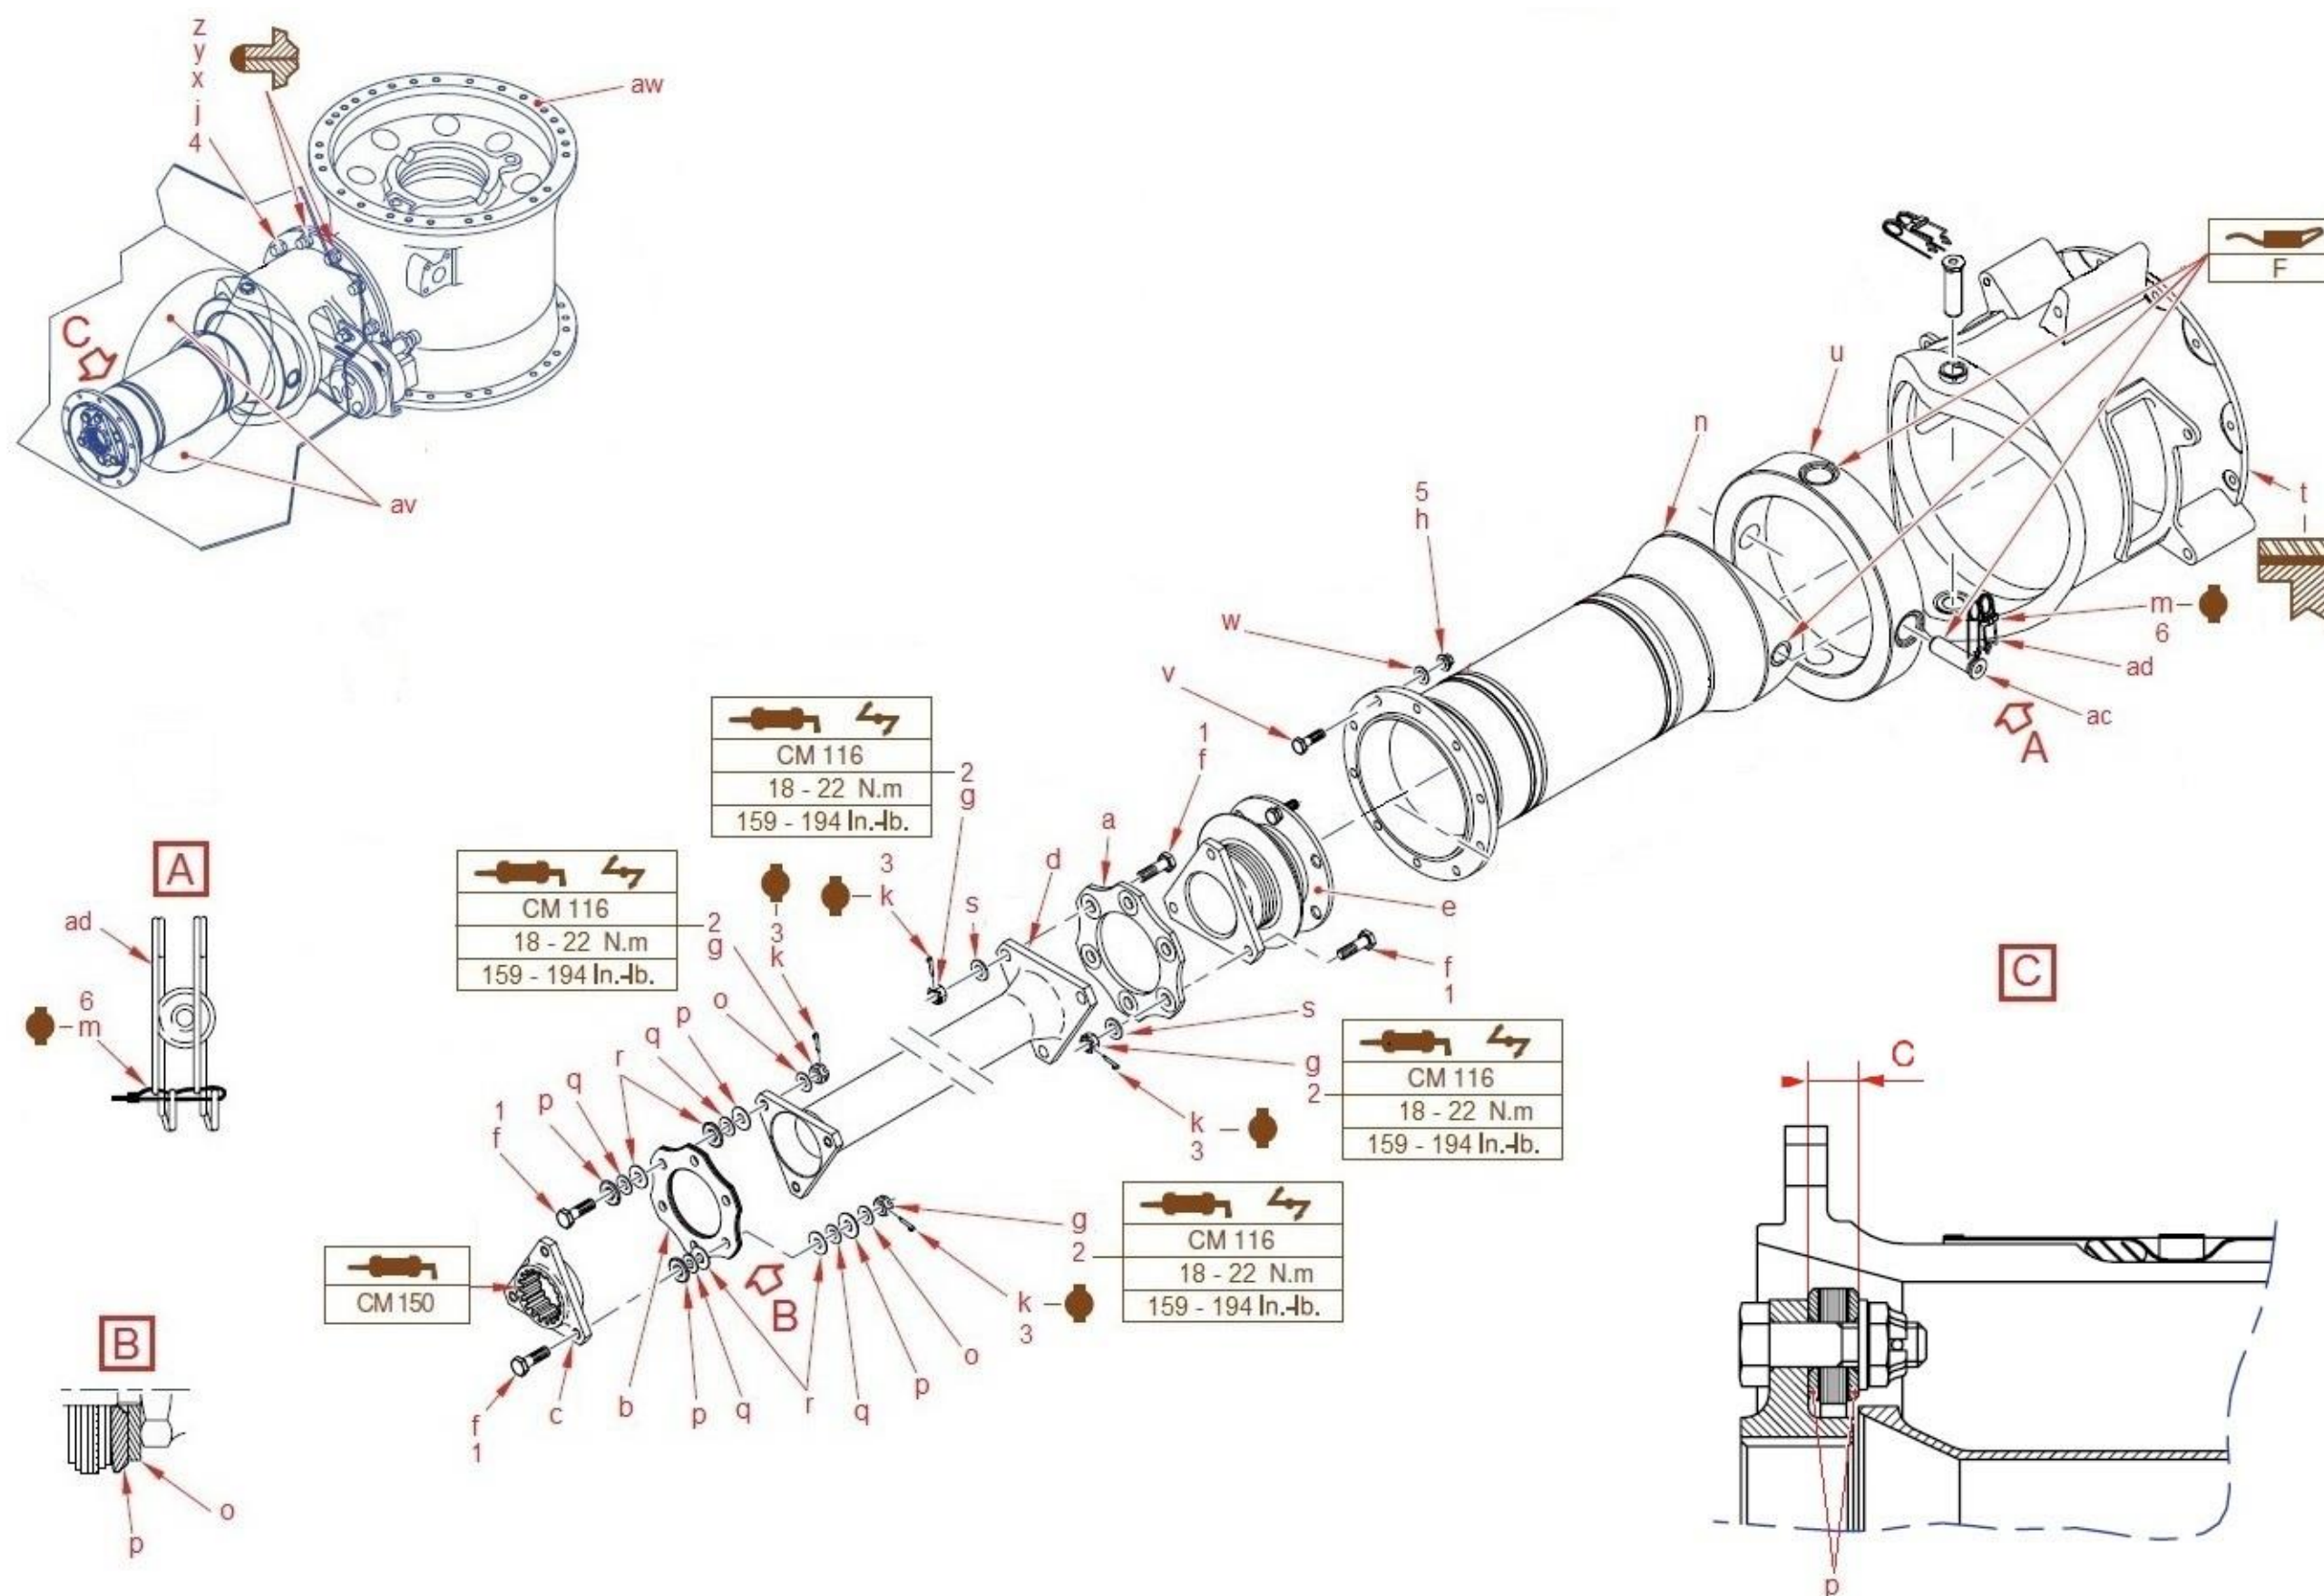 z
y
x
j
4
aw
C
av
F
u
n
t
5
h
w
v
m
6
ad
ac
A
CM 116
18 - 22 N.m
159 - 194 In.-lb.
2
g
1
f
a
d
3
k
s
e
f
1
A
ad
6
m
CM 116
18 - 22 N.m
159 - 194 In.-lb.
2
g
3
k
o
p
q
r
q
p
1
f
s
g
2
CM 116
18 - 22 N.m
159 - 194 In.-lb.
k
3
C
C
p
g
2
CM 116
18 - 22 N.m
159 - 194 In.-lb.
k
3
CM 150
B
o
p
q
r
q
p
b
c
f
1
B
o
p